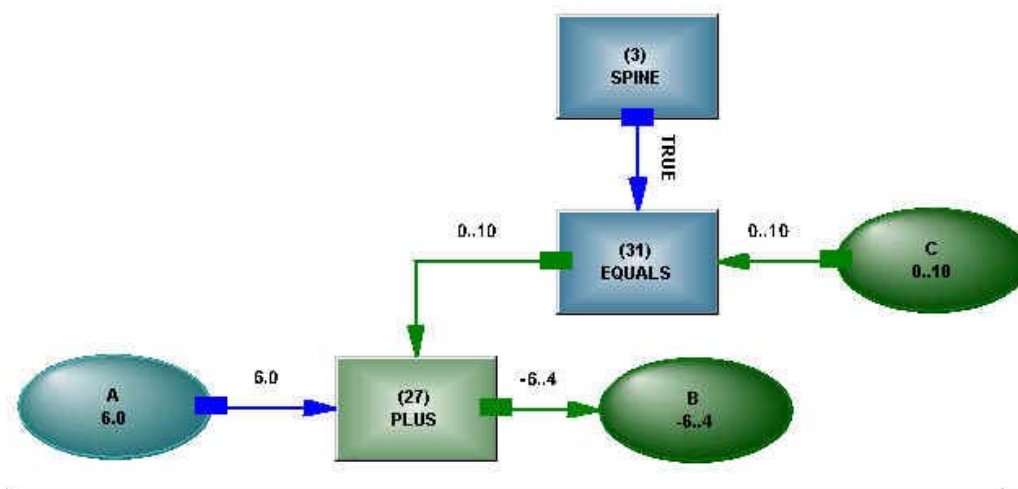 (3)
SPINE
TRUE
0..10
0..10
(31)
EQUALS
C
0..10
A
6.0
6.0
(27)
PLUS
-6..4
B
-6..4